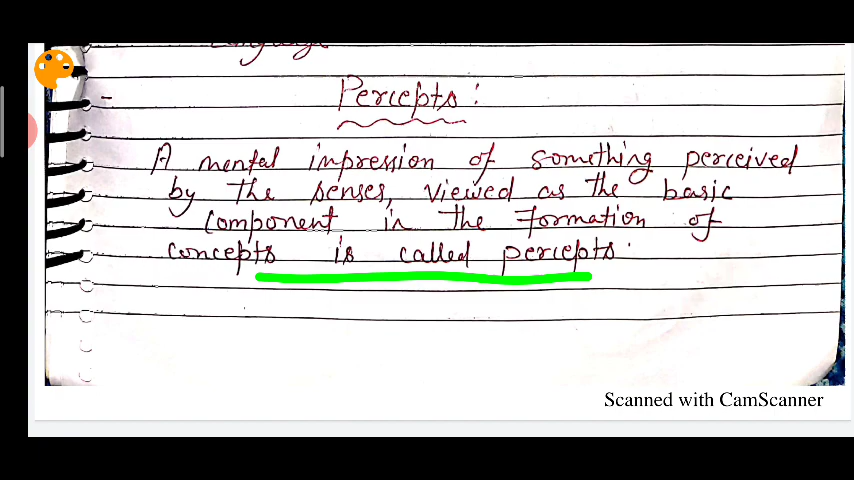 Language
- Percepts :
A mental impression of something perceived
by the senses, viewed as the basic
component in the formation of
concepts is called percepts.
Scanned with CamScanner